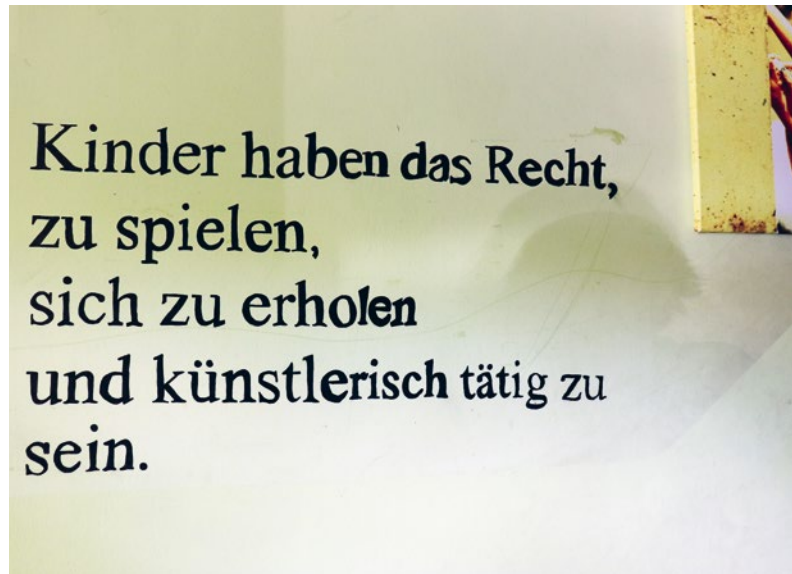 Kinder haben das Recht,
zu spielen,
sich zu erholen
und künstlerisch tätig zu
sein.